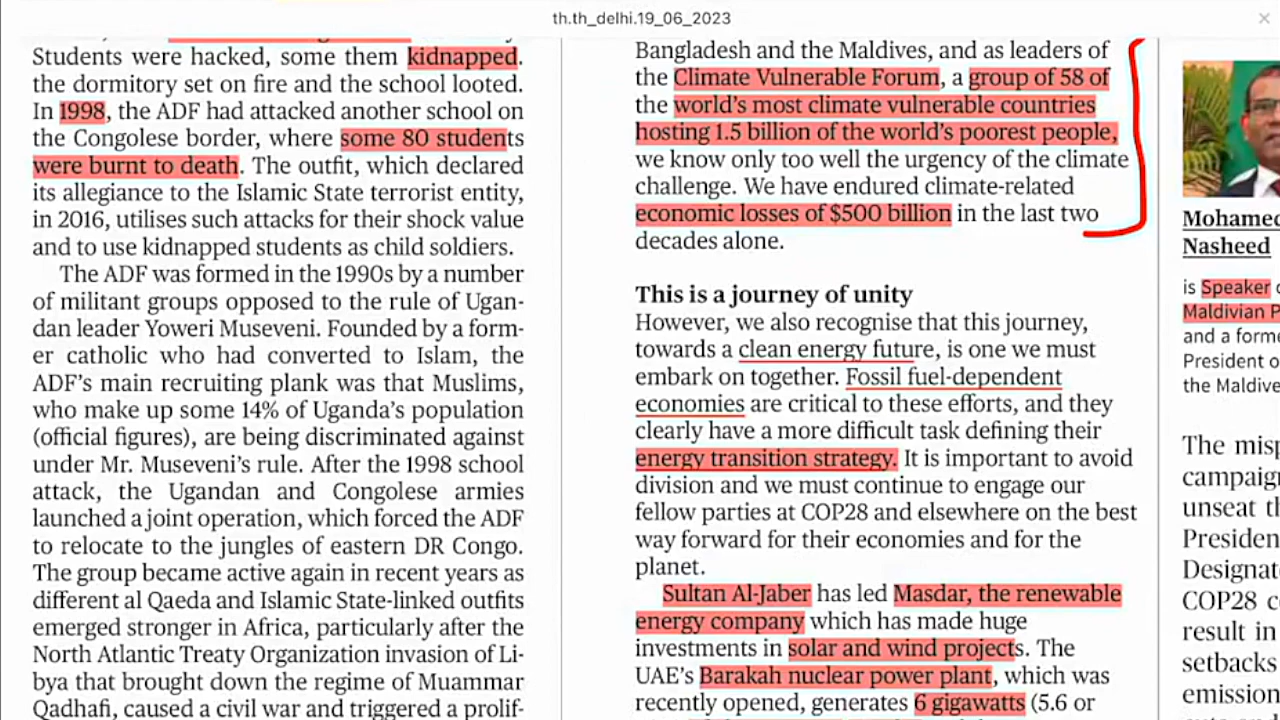 th.th_delhi.19_06_2023
Students were hacked, some them kidnapped.
the dormitory set on fire and the school looted.
In 1998, the ADF had attacked another school on
the Congolese border, where some 80 students
were burnt to death. The outfit, which declared
its allegiance to the Islamic State terrorist entity,
in 2016, utilises such attacks for their shock value
and to use kidnapped students as child soldiers.
The ADF was formed in the 1990s by a number
of militant groups opposed to the rule of Ugan-
dan leader Yoweri Museveni. Founded by a form-
er catholic who had converted to Islam, the
ADF's main recruiting plank was that Muslims,
who make up some 14% of Uganda's population
(official figures), are being discriminated against
under Mr. Museveni's rule. After the 1998 school
attack, the Ugandan and Congolese armies
launched a joint operation, which forced the ADF
to relocate to the jungles of eastern DR Congo.
The group became active again in recent years as
different al Qaeda and Islamic State-linked outfits
emerged stronger in Africa, particularly after the
North Atlantic Treaty Organization invasion of Li-
bya that brought down the regime of Muammar
Qadhafi, caused a civil war and triggered a prolif-
Bangladesh and the Maldives, and as leaders of
the Climate Vulnerable Forum, a group of 58 of
the world's most climate vulnerable countries
hosting 1.5 billion of the world's poorest people,
we know only too well the urgency of the climate
challenge. We have endured climate-related
economic losses of $500 billion in the last two
decades alone.
This is a journey of unity
However, we also recognise that this journey,
towards a clean energy future, is one we must
embark on together. Fossil fuel-dependent
economies are critical to these efforts, and they
clearly have a more difficult task defining their
energy transition strategy. It is important to avoid
division and we must continue to engage our
fellow parties at COP28 and elsewhere on the best
way forward for their economies and for the
planet.
Sultan Al-Jaber has led Masdar, the renewable
energy company which has made huge
investments in solar and wind projects. The
UAE's Barakah nuclear power plant, which was
recently opened, generates 6 gigawatts (5.6 or
Mohamed
Nasheed
is Speaker
Maldivian P
and a forme
President o
the Maldive
The misp
campaign
unseat th
Presiden
Designat
COP28 c
result in
setbacks
emission